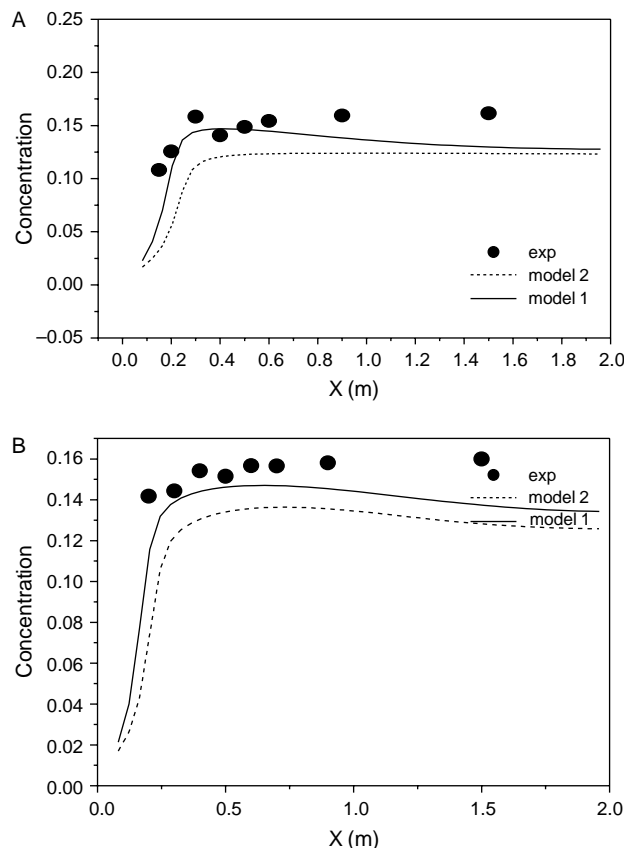 A
0.25
0.20
0.15
0.10
0.05
0.00
–0.05
Concentration
exp
model 2
model 1
0.0 0.2 0.4 0.6 0.8 1.0 1.2 1.4 1.6 1.8 2.0
X (m)
B
0.16
0.14
0.12
0.10
0.08
0.06
0.04
0.02
0.00
Concentration
exp
model 2
model 1
0.0 0.5 1.0 1.5 2.0
X (m)